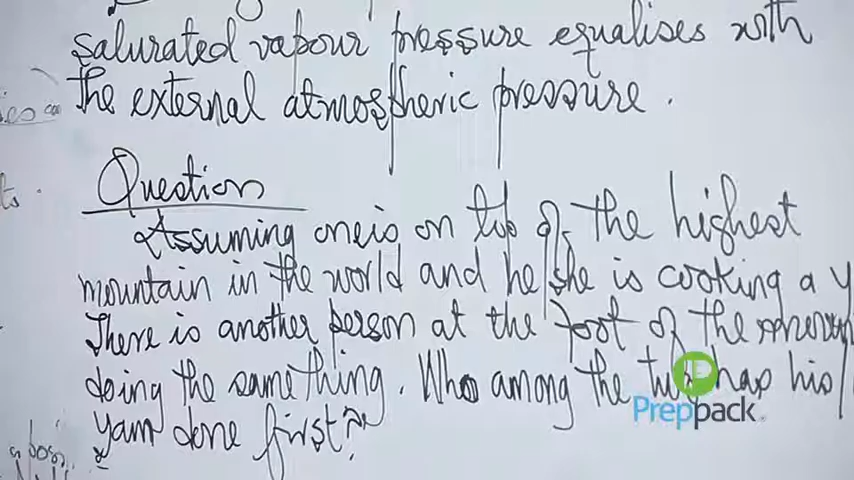 saturated vapour pressure equalises with
the external atmospheric pressure.
Question
Assuming one is on top of the highest
mountain in the world and he/she is cooking a y
There is another person at the foot of the
doing the same thing. Who among the two has his/
yam done first?
Preppack